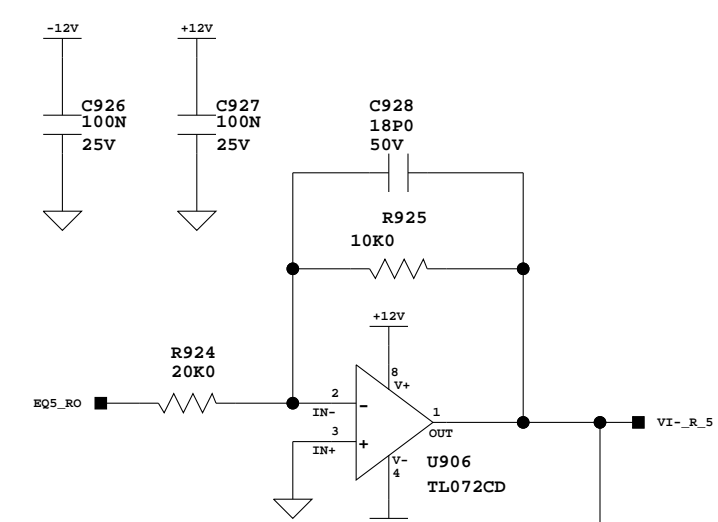 -12V
+12V
C926
100N
25V
C927
100N
25V
C928
18P0
50V
R925
10K0
+12V
R924
20K0
8
V+
2
1
EQ5_RO
IN-
-
OUT
VI-_R_5
3
IN+
+
V-
4
U906
TL072CD